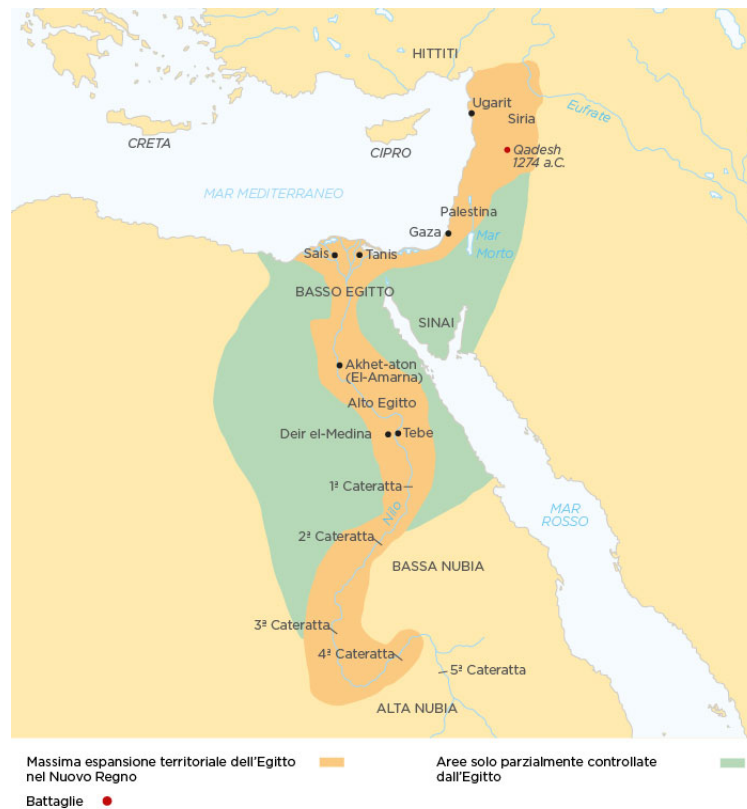 HITTITI
Ugarit
Siria
Eufrate
CRETA
CIPRO
Qadesh
1274 a.C.
MAR MEDITERRANEO
Palestina
Gaza
Mar
Morto
Sais
Tanis
BASSO EGITTO
SINAI
Akhet-aton
(El-Amarna)
Alto Egitto
Deir el-Medina
Tebe
1ª Cateratta
Nilo
MAR
ROSSO
2ª Cateratta
BASSA NUBIA
3ª Cateratta
4ª Cateratta
5ª Cateratta
ALTA NUBIA
Massima espansione territoriale dell'Egitto
nel Nuovo Regno
Aree solo parzialmente controllate
dall'Egitto
Battaglie